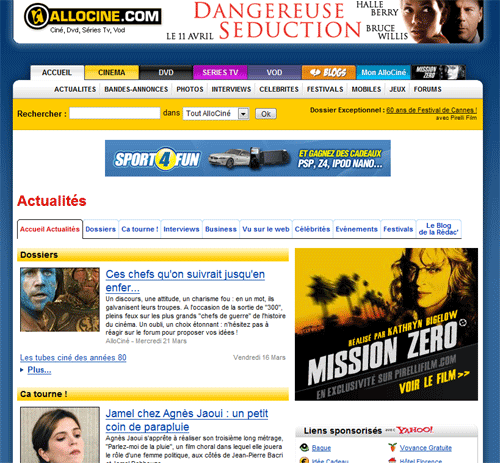 ALLOCINE.COM
Ciné, Dvd, Séries Tv, Vod
DANGEREUSE
SEDUCTION
LE 11 AVRIL
HALLE
BERRY
BRUCE
WILLIS
ACCUEIL CINEMA DVD SERIES TV VOD BLOGS Mon AlloCiné MISSION ZERO
ACTUALITES BANDES-ANNONCES PHOTOS INTERVIEWS CELEBRITES FESTIVALS MOBILES JEUX FORUMS
Rechercher : dans Tout AlloCiné Ok
Dossier Exceptionnel : 60 ans de Festival de Cannes !
avec Pirelli Film
SPORT4FUN
ET GAGNEZ DES CADEAUX
PSP, Z4, IPOD NANO...
Actualités
Accueil Actualités Dossiers Ca tourne ! Interviews Business Vu sur le web Célébrités Evénements Festivals Le Blog
de la Rédac'
Dossiers
Ces chefs qu'on suivrait jusqu'en
enfer...
Un discours, une attitude, un charisme fou : en un mot, ils
galvanisent leurs troupes. A l'occasion de la sortie de "300",
pleins feux sur les plus grands "chefs de guerre" de l'histoire
du cinéma. Un oubli, un choix étonnant : n'hésitez pas à
réagir sur le forum pour proposer vos idées !
AlloCiné - Mercredi 21 Mars
Les tubes ciné des années 80 Vendredi 16 Mars
Plus...
Ca tourne !
Jamel chez Agnès Jaoui : un petit
coin de parapluie
Agnès Jaoui s'apprête à réaliser son troisième long métrage,
"Parlez-moi de la pluie", un film choral dans lequel elle jouera
le rôle d'une femme politique, aux côtés de Jean-Pierre Bacri
et Jamel Debbouze
REALISÉ PAR KATHRYN BIGELOW
MISSION ZERO
EN EXCLUSIVITE SUR PIRELLIFILM.COM
VOIR LE FILM >>
Liens sponsorisés avec YAHOO!
Bague
Voyance Gratuite
Idée Cadeau
Hôtel Florence